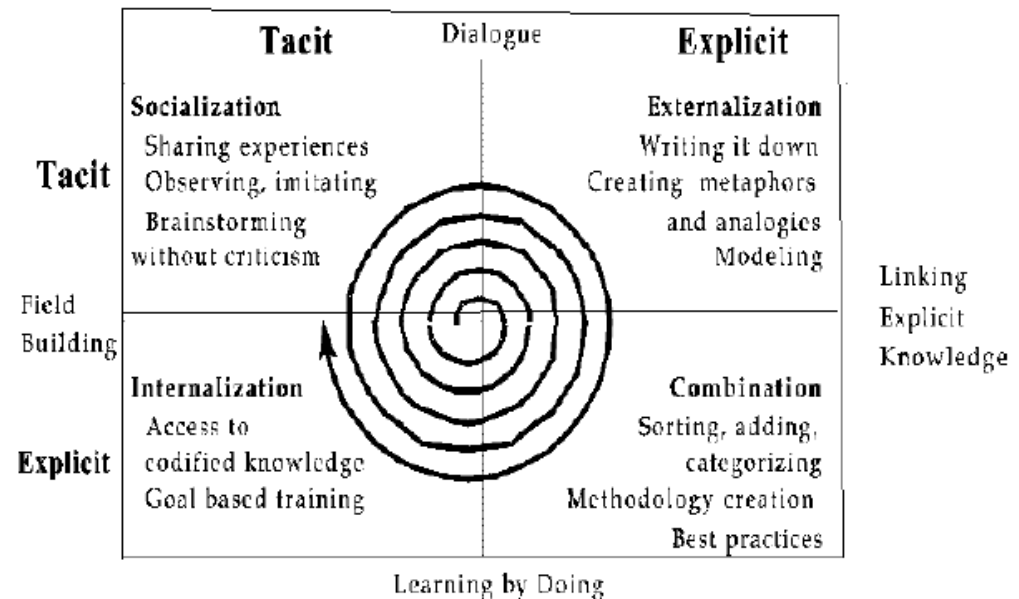 Tacit
Dialogue
Explicit
Tacit
Socialization
Sharing experiences
Observing, imitating
Brainstorming
without criticism
Externalization
Writing it down
Creating metaphors
and analogies
Modeling
Field
Building
Linking
Explicit
Knowledge
Explicit
Internalization
Access to
codified knowledge
Goal based training
Combination
Sorting, adding,
categorizing
Methodology creation
Best practices
Learning by Doing